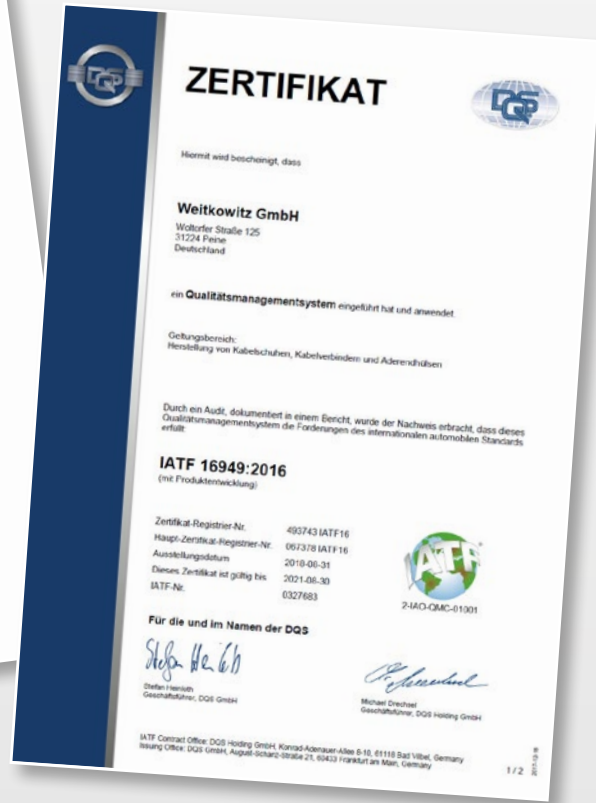 DQS
ZERTIFIKAT
DQS
Hiermit wird bescheinigt, dass
Weitkowitz GmbH
Woltorfer Straße 125
31224 Peine
Deutschland
ein Qualitätsmanagementsystem eingeführt hat und anwendet.
Geltungsbereich:
Herstellung von Kabelschuhen, Kabelverbindern und Aderendhülsen
Durch ein Audit, dokumentiert in einem Bericht, wurde der Nachweis erbracht, dass dieses
Qualitätsmanagementsystem die Forderungen des internationalen automobilen Standards
erfüllt:
IATF 16949:2016
(mit Produktentwicklung)
Zertifikat-Registrier-Nr. 493743 IATF16
Haupt-Zertifikat-Registrier-Nr. 067378 IATF16
Ausstellungsdatum 2018-08-31
Dieses Zertifikat ist gültig bis 2021-08-30
IATF-Nr. 0327683
IATF
2-IAO-QMC-01001
Für die und im Namen der DQS
Stefan Heinloth
Geschäftsführer, DQS GmbH
Michael Drechsel
Geschäftsführer, DQS Holding GmbH
IATF Contract Office: DQS Holding GmbH, Konrad-Adenauer-Allee 8-10, 61118 Bad Vilbel, Germany
Issuing Office: DQS GmbH, August-Schanz-Straße 21, 60433 Frankfurt am Main, Germany
1 / 2